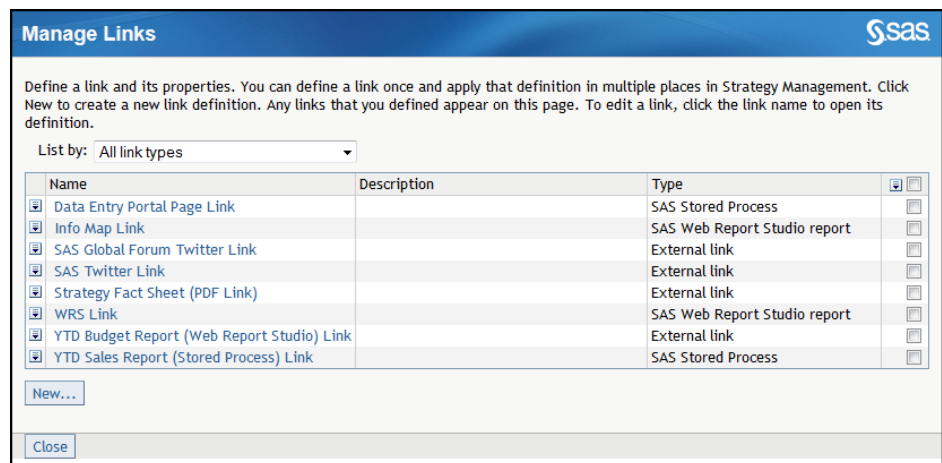 Manage Links
sas
Define a link and its properties. You can define a link once and apply that definition in multiple places in Strategy Management. Click
New to create a new link definition. Any links that you defined appear on this page. To edit a link, click the link name to open its
definition.
List by: All link types
Name Description Type
Data Entry Portal Page Link SAS Stored Process
Info Map Link SAS Web Report Studio report
SAS Global Forum Twitter Link External link
SAS Twitter Link External link
Strategy Fact Sheet (PDF Link) External link
WRS Link SAS Web Report Studio report
YTD Budget Report (Web Report Studio) Link External link
YTD Sales Report (Stored Process) Link SAS Stored Process
New...
Close